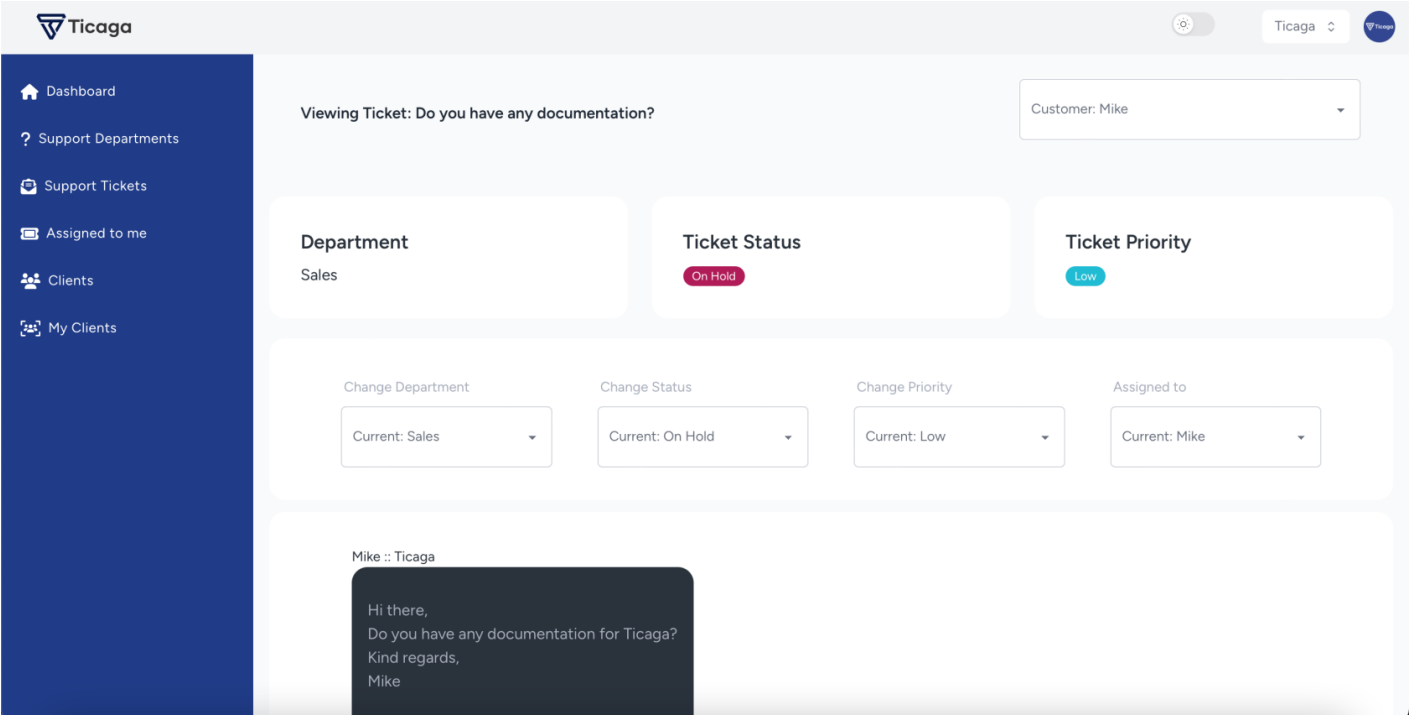 Ticaga
Ticaga
Ticaga
Dashboard
? Support Departments
Support Tickets
Assigned to me
Clients
My Clients
Viewing Ticket: Do you have any documentation?
Customer: Mike
Department
Sales
Ticket Status
On Hold
Ticket Priority
Low
Change Department
Current: Sales
Change Status
Current: On Hold
Change Priority
Current: Low
Assigned to
Current: Mike
Mike :: Ticaga
Hi there,
Do you have any documentation for Ticaga?
Kind regards,
Mike